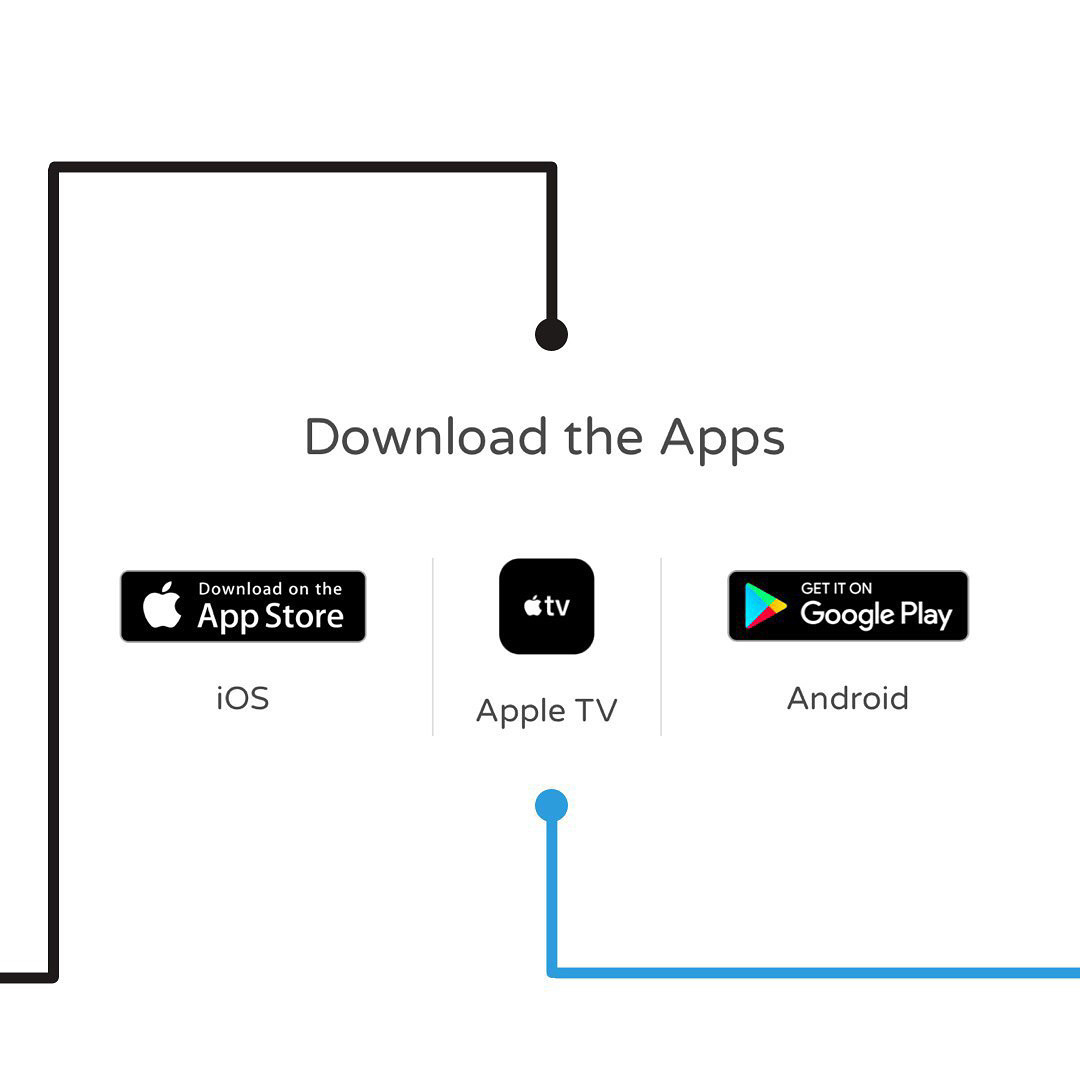 Download the Apps
Download on the
App Store
iOS
tv
Apple TV
GET IT ON
Google Play
Android